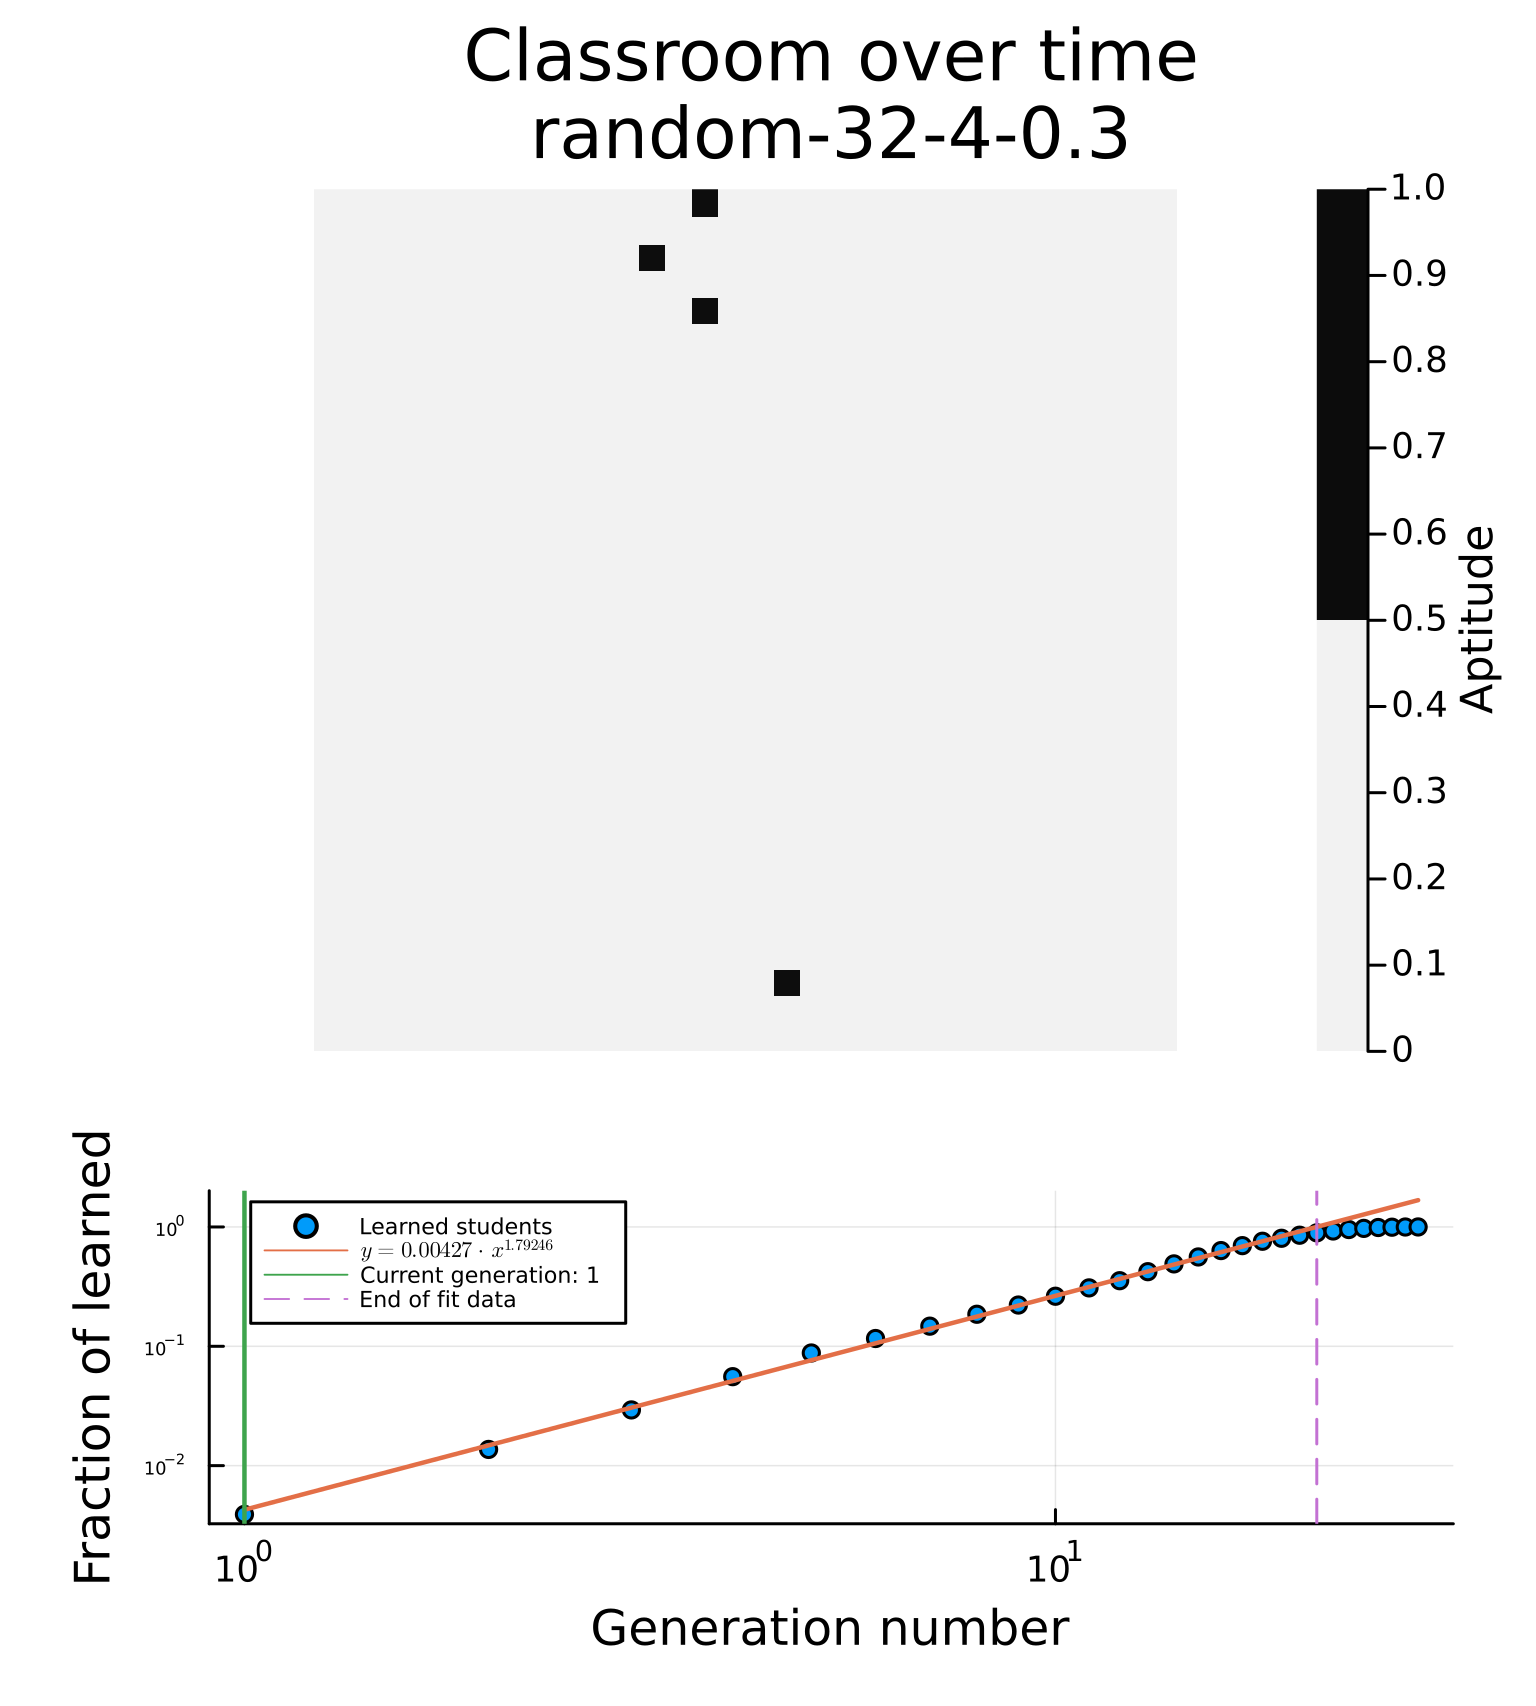 Classroom over time
random-32-4-0.3
1.0
0.9
0.8
0.7
0.6
0.5
0.4
0.3
0.2
0.1
0
Aptitude
Fraction of learned
10⁰
10⁻¹
10⁻²
Learned students
y = 0.00427 · x^1.79246
Current generation: 1
End of fit data
10⁰
10¹
Generation number